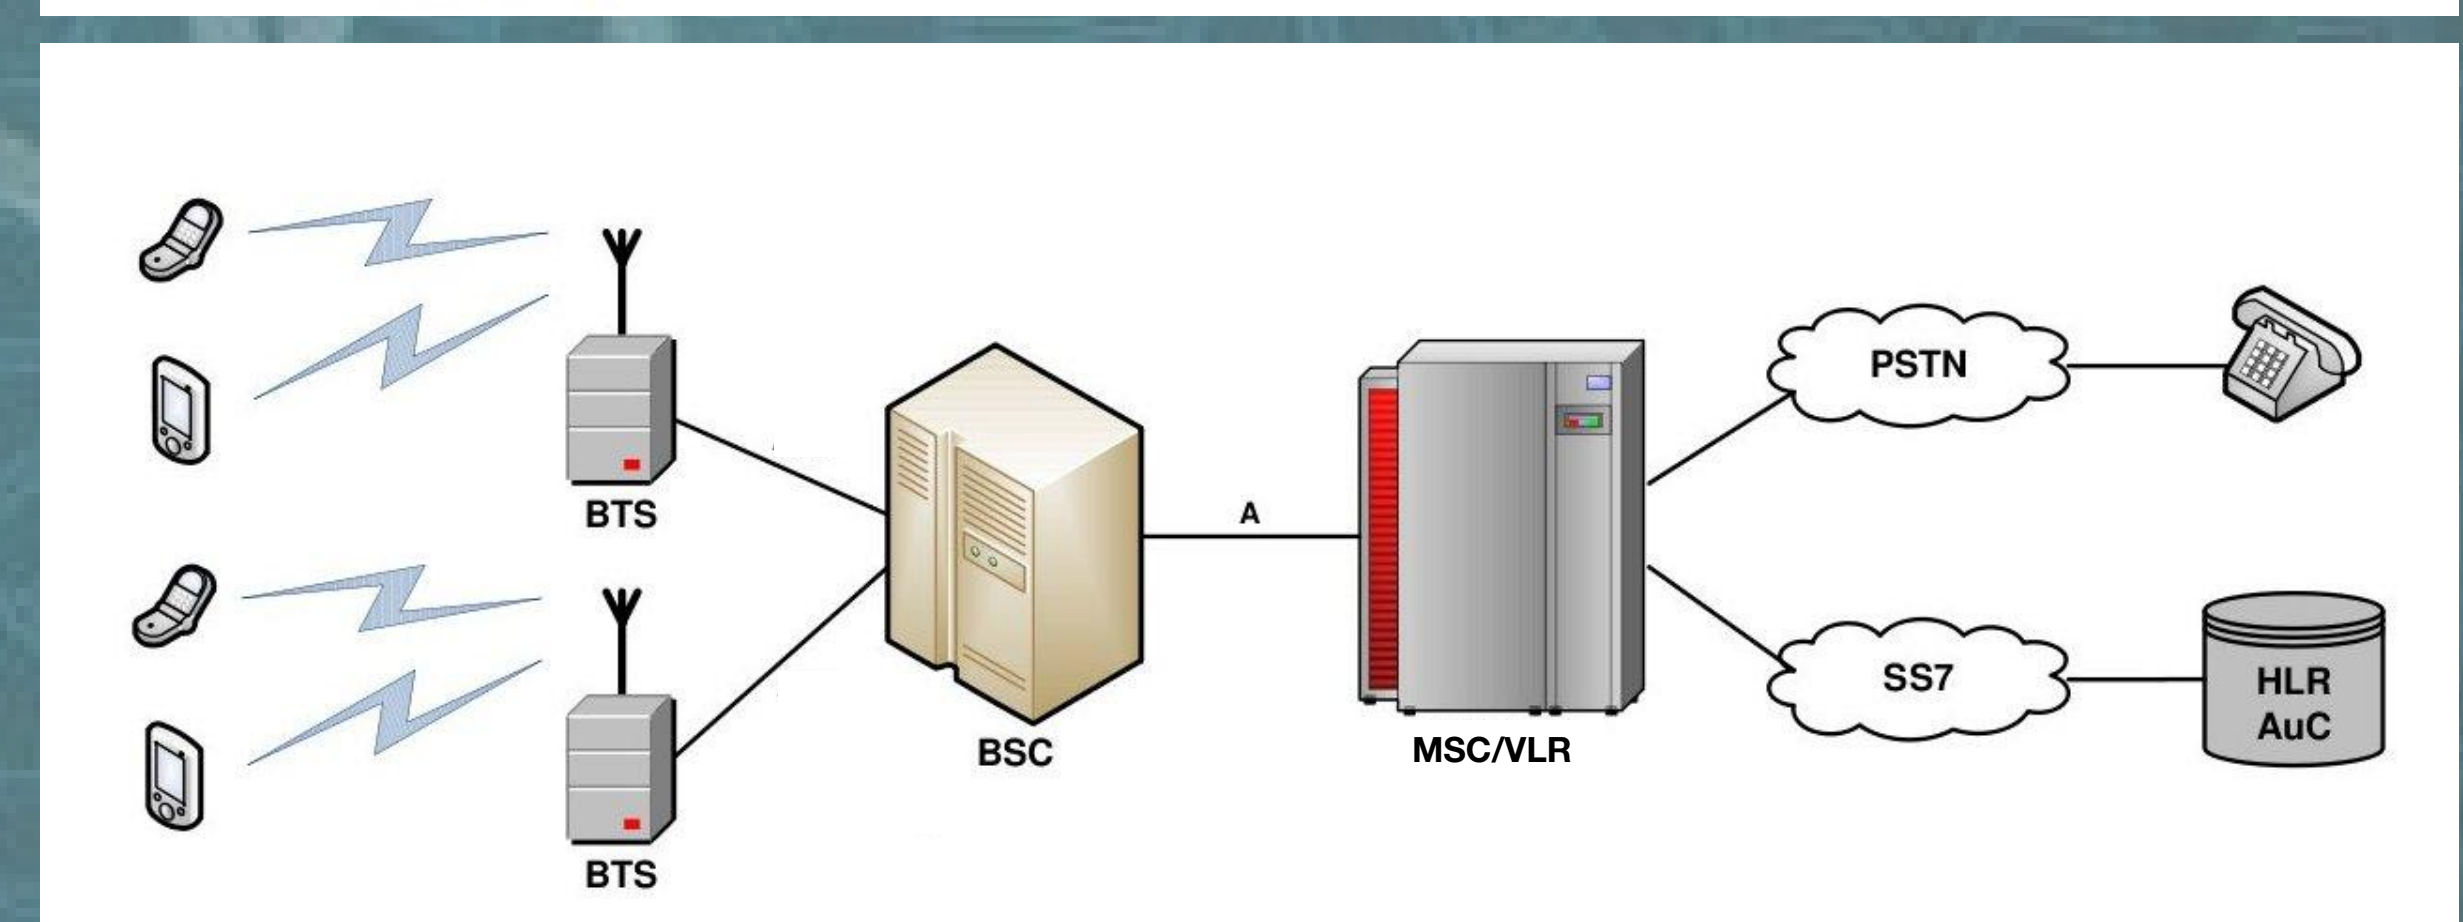 PSTN
BTS
A
SS7
HLR
AuC
BSC
MSC/VLR
BTS